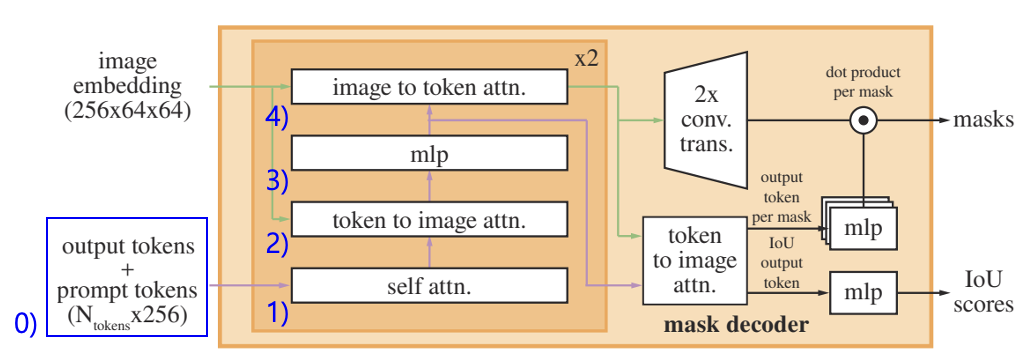 image
embedding
(256x64x64)
0)
output tokens
+
prompt tokens
(Ntokensx256)
x2
image to token attn.
4)
mlp
3)
token to image attn.
2)
self attn.
1)
2x
conv.
trans.
token
to image
attn.
mask decoder
dot product
per mask
masks
output
token
per mask
mlp
IoU
output
token
mlp
IoU
scores